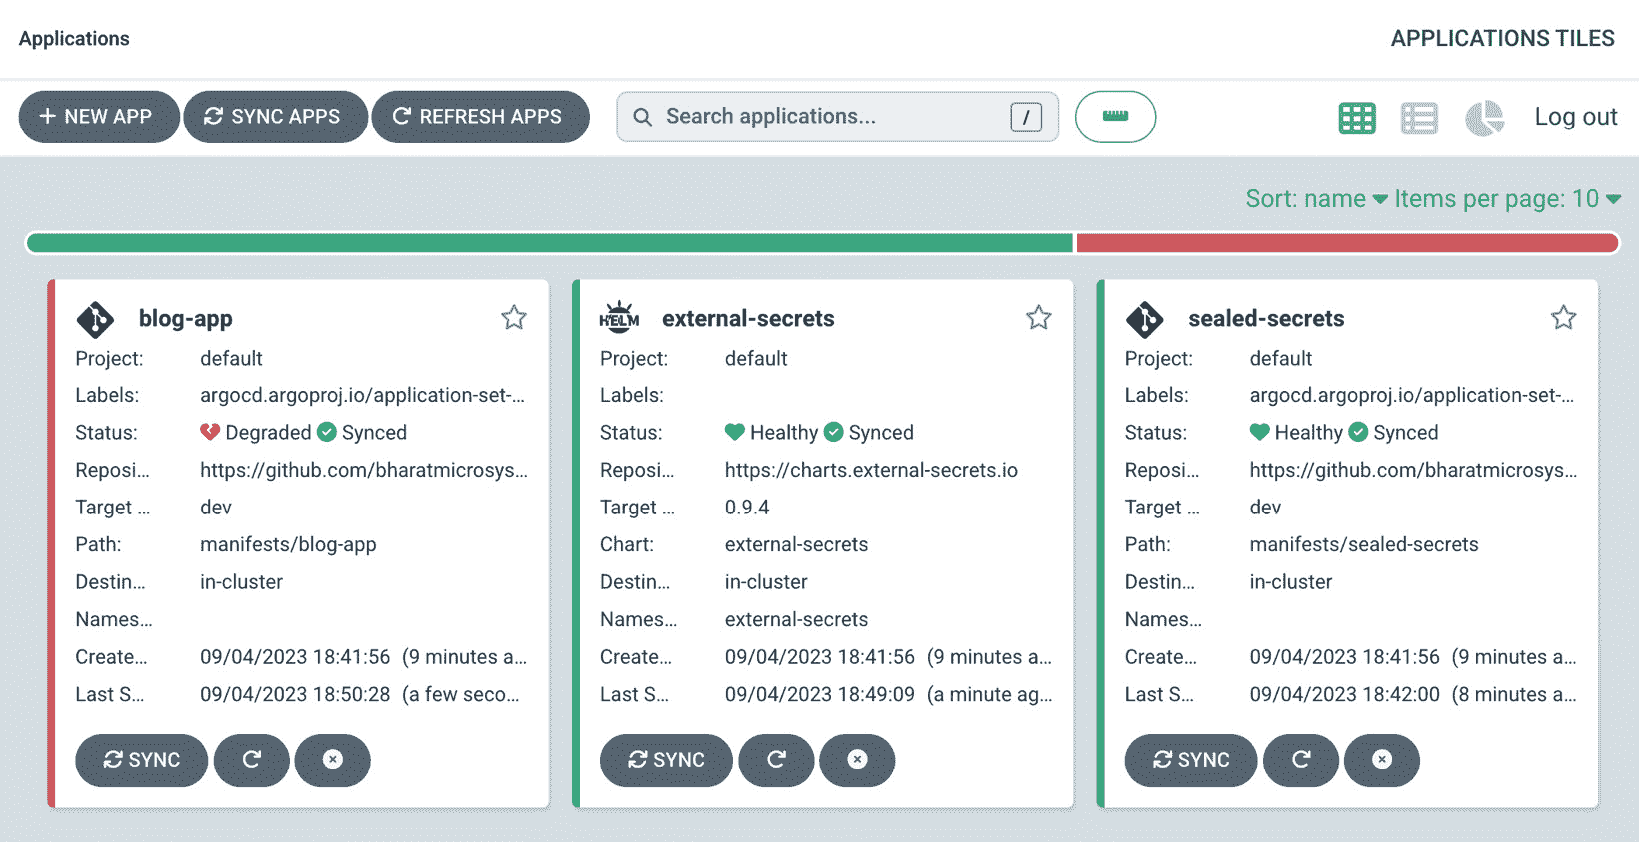 Applications
APPLICATIONS TILES
+ NEW APP
SYNC APPS
REFRESH APPS
Search applications...
/
Log out
Sort: name
Items per page: 10
blog-app
Project: default
Labels: argocd.argoproj.io/application-set-...
Status: Degraded Synced
Reposi... https://github.com/bharatmicrosys...
Target ... dev
Path: manifests/blog-app
Destin... in-cluster
Names...
Create... 09/04/2023 18:41:56 (9 minutes a...
Last S... 09/04/2023 18:50:28 (a few seco...
SYNC
HELM
external-secrets
Project: default
Labels:
Status: Healthy Synced
Reposi... https://charts.external-secrets.io
Target ... 0.9.4
Chart: external-secrets
Destin... in-cluster
Names... external-secrets
Create... 09/04/2023 18:41:56 (9 minutes a...
Last S... 09/04/2023 18:49:09 (a minute ag...
SYNC
sealed-secrets
Project: default
Labels: argocd.argoproj.io/application-set-...
Status: Healthy Synced
Reposi... https://github.com/bharatmicrosys...
Target ... dev
Path: manifests/sealed-secrets
Destin... in-cluster
Names...
Create... 09/04/2023 18:41:56 (9 minutes a...
Last S... 09/04/2023 18:42:00 (8 minutes a...
SYNC